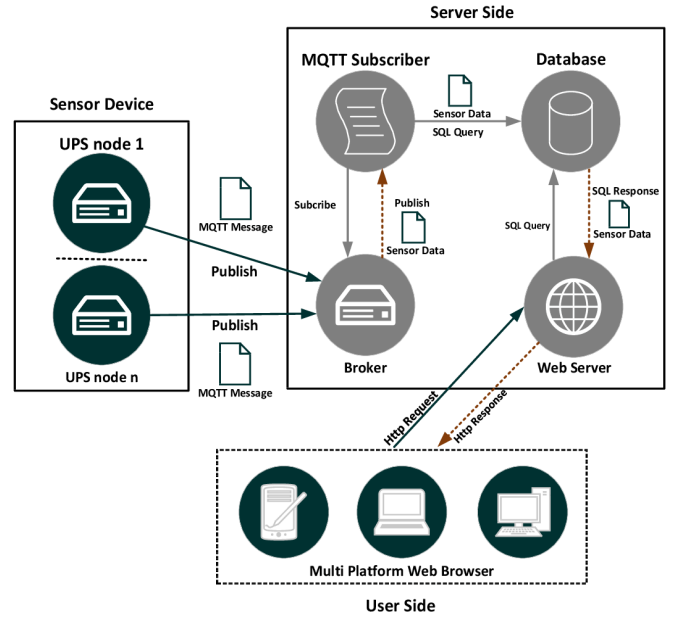 Server Side
MQTT Subscriber
Database
Sensor Data
SQL Query
Sensor Device
UPS node 1
MQTT Message
Publish
Subcribe
Publish
Sensor Data
SQL Query
SQL Response
Sensor Data
Publish
MQTT Message
UPS node n
Broker
Web Server
Http Request
Http Response
Multi Platform Web Browser
User Side